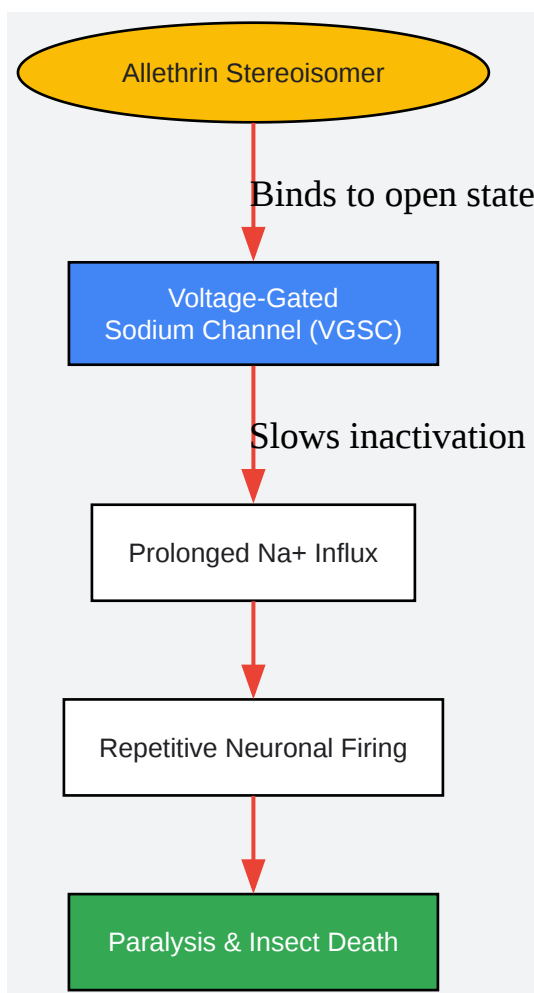 Allethrin Stereoisomer
Binds to open state
Voltage-Gated
Sodium Channel (VGSC)
Slows inactivation
Prolonged Na+ Influx
Repetitive Neuronal Firing
Paralysis & Insect Death